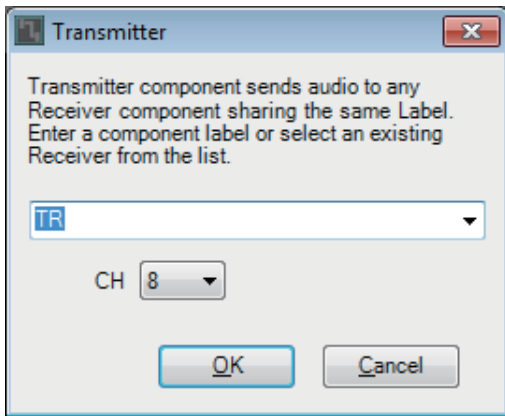 Transmitter
Transmitter component sends audio to any
Receiver component sharing the same Label.
Enter a component label or select an existing
Receiver from the list.
TR
CH 8
OK Cancel